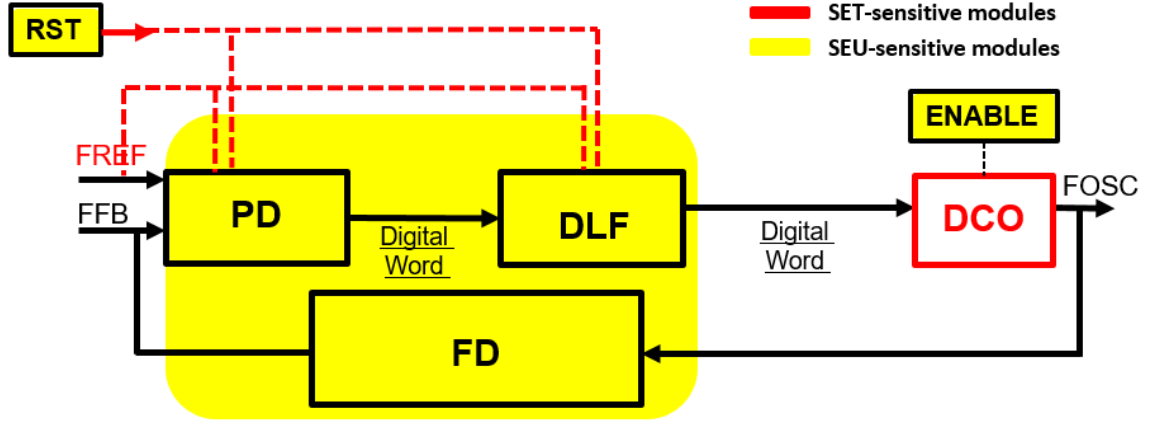 RST
SET-sensitive modules
SEU-sensitive modules
ENABLE
FREF
FFB
PD
Digital
Word
DLF
Digital
Word
DCO
FOSC
FD